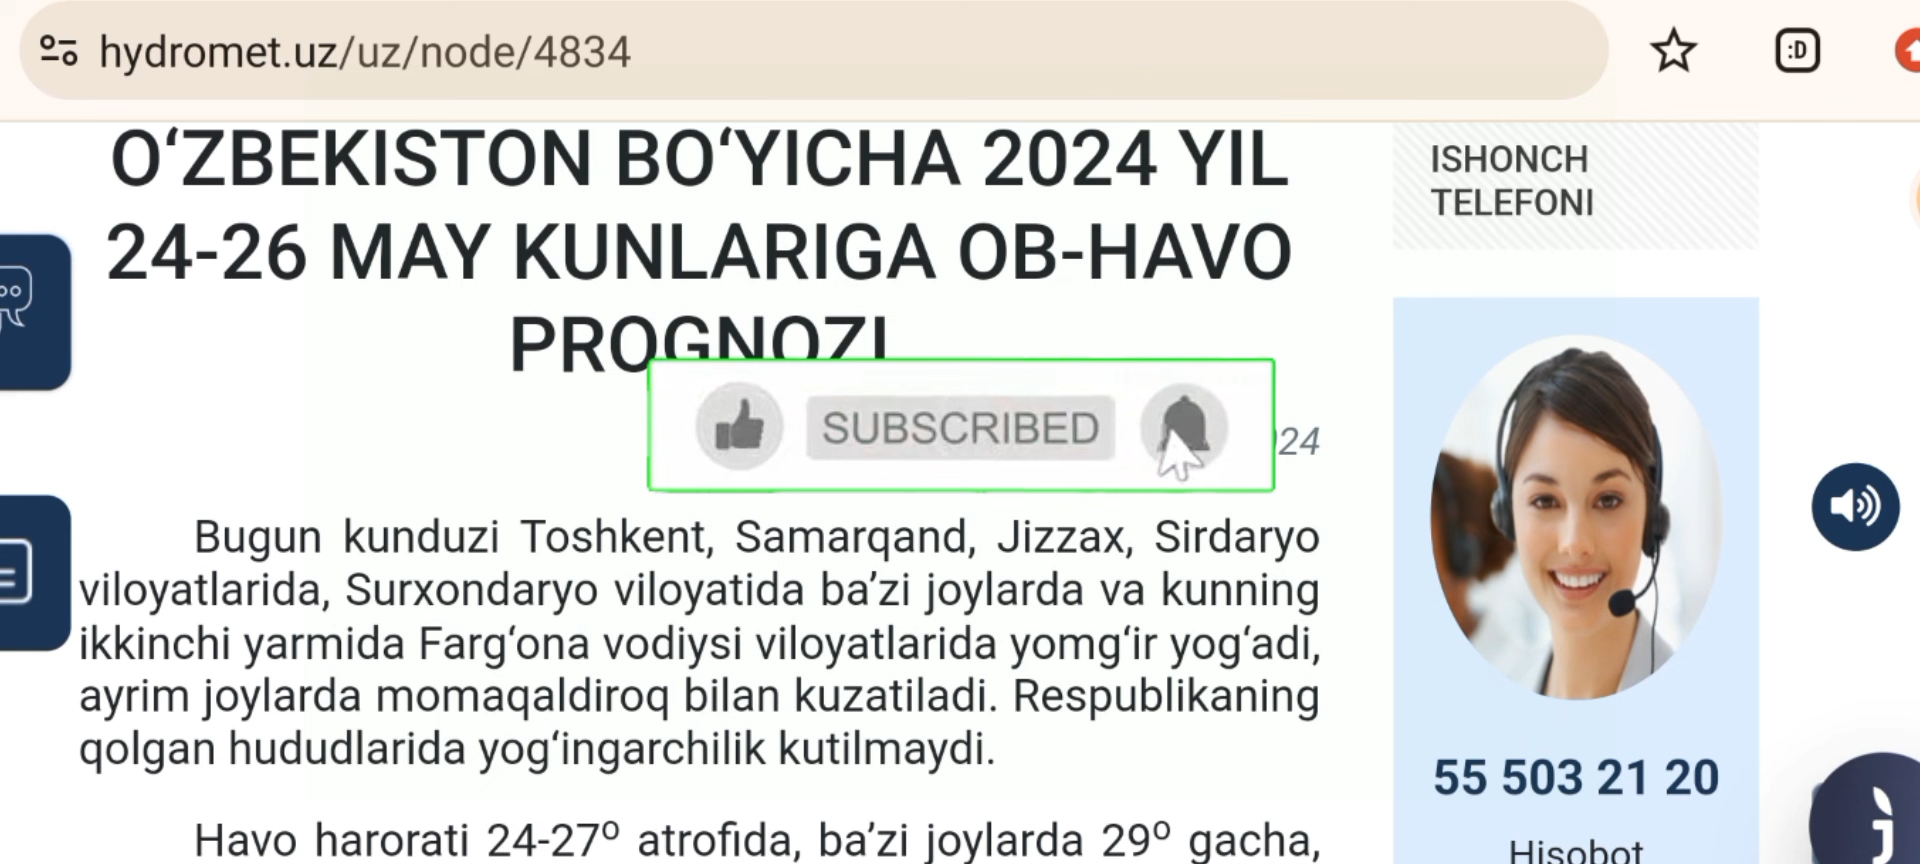 hydromet.uz/uz/node/4834
:D
O‘ZBEKISTON BO‘YICHA 2024 YIL
24-26 MAY KUNLARIGA OB-HAVO
PROGNOZI
SUBSCRIBED
24
Bugun kunduzi Toshkent, Samarqand, Jizzax, Sirdaryo
viloyatlarida, Surxondaryo viloyatida ba’zi joylarda va kunning
ikkinchi yarmida Farg‘ona vodiysi viloyatlarida yomg‘ir yog‘adi,
ayrim joylarda momaqaldiroq bilan kuzatiladi. Respublikaning
qolgan hududlarida yog‘ingarchilik kutilmaydi.
Havo harorati 24-27º atrofida, ba’zi joylarda 29º gacha,
ISHONCH
TELEFONI
55 503 21 20
Hisobot